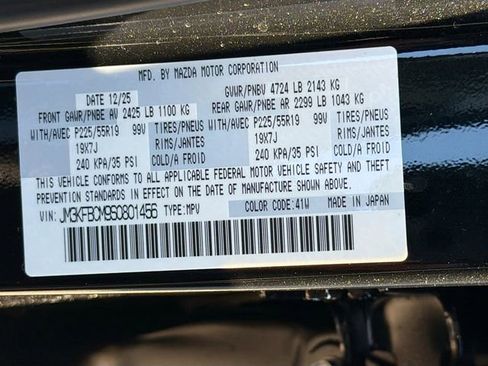 MFD. BY MAZDA MOTOR CORPORATION
DATE 12/25 GVWR/PNBV 4724 LB 2143 KG
FRONT GAWR/PNBE AV 2425 LB 1100 KG REAR GAWR/PNBE AR 2299 LB 1043 KG
WITH/AVEC P225/55R19 99V TIRES/PNEUS WITH/AVEC P225/55R19 99V TIRES/PNEUS
19X7J RIMS/JANTES 19X7J RIMS/JANTES
240 KPA/35 PSI COLD/A FROID 240 KPA/35 PSI COLD/A FROID
THIS VEHICLE CONFORMS TO ALL APPLICABLE FEDERAL MOTOR VEHICLE SAFETY AND THEFT
PREVENTION STANDARDS IN EFFECT ON THE DATE OF MANUFACTURE SHOWN ABOVE.
VIN: JM3KFBCM9S0801456 TYPE: MPV COLOR CODE: 41W MADE IN JAPAN